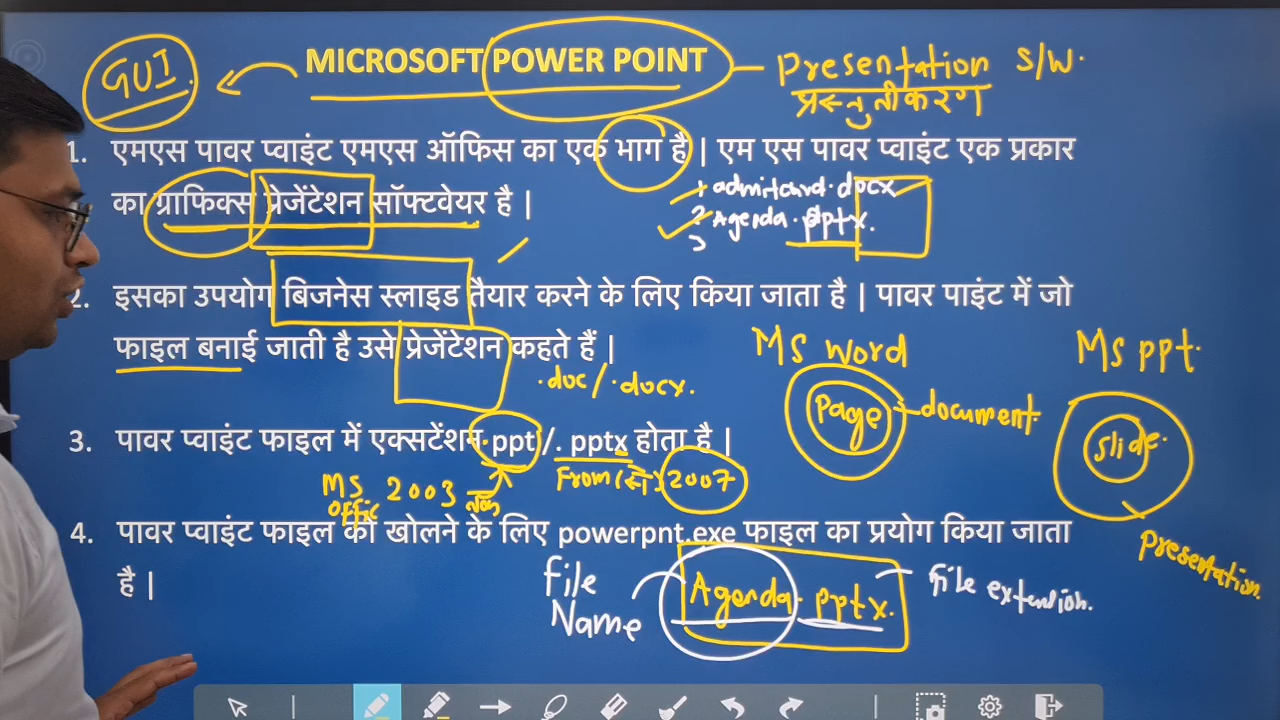 GUI
MICROSOFT POWER POINT
Presentation S/W.
प्रस्तुतीकरण
1. एमएस पावर प्वाइंट एमएस ऑफिस का एक भाग है | एम एस पावर प्वाइंट एक प्रकार
का ग्राफिक्स प्रेजेंटेशन सॉफ्टवेयर है |
1 admitcard.docx
2 Agenda.pptx.
3
2. इसका उपयोग बिजनेस स्लाइड तैयार करने के लिए किया जाता है | पावर पाइंट में जो
फाइल बनाई जाती है उसे प्रेजेंटेशन कहते हैं |
.doc/.docx.
MS Word
Page
document
MS ppt.
Slide.
presentation.
3. पावर प्वाइंट फाइल में एक्सटेंशन .ppt/. pptx होता है |
MS
office 2003 तक
From (से) 2007
4. पावर प्वाइंट फाइल को खोलने के लिए powerpnt.exe फाइल का प्रयोग किया जाता
है |
File
Name
Agenda.pptx.
File extension.